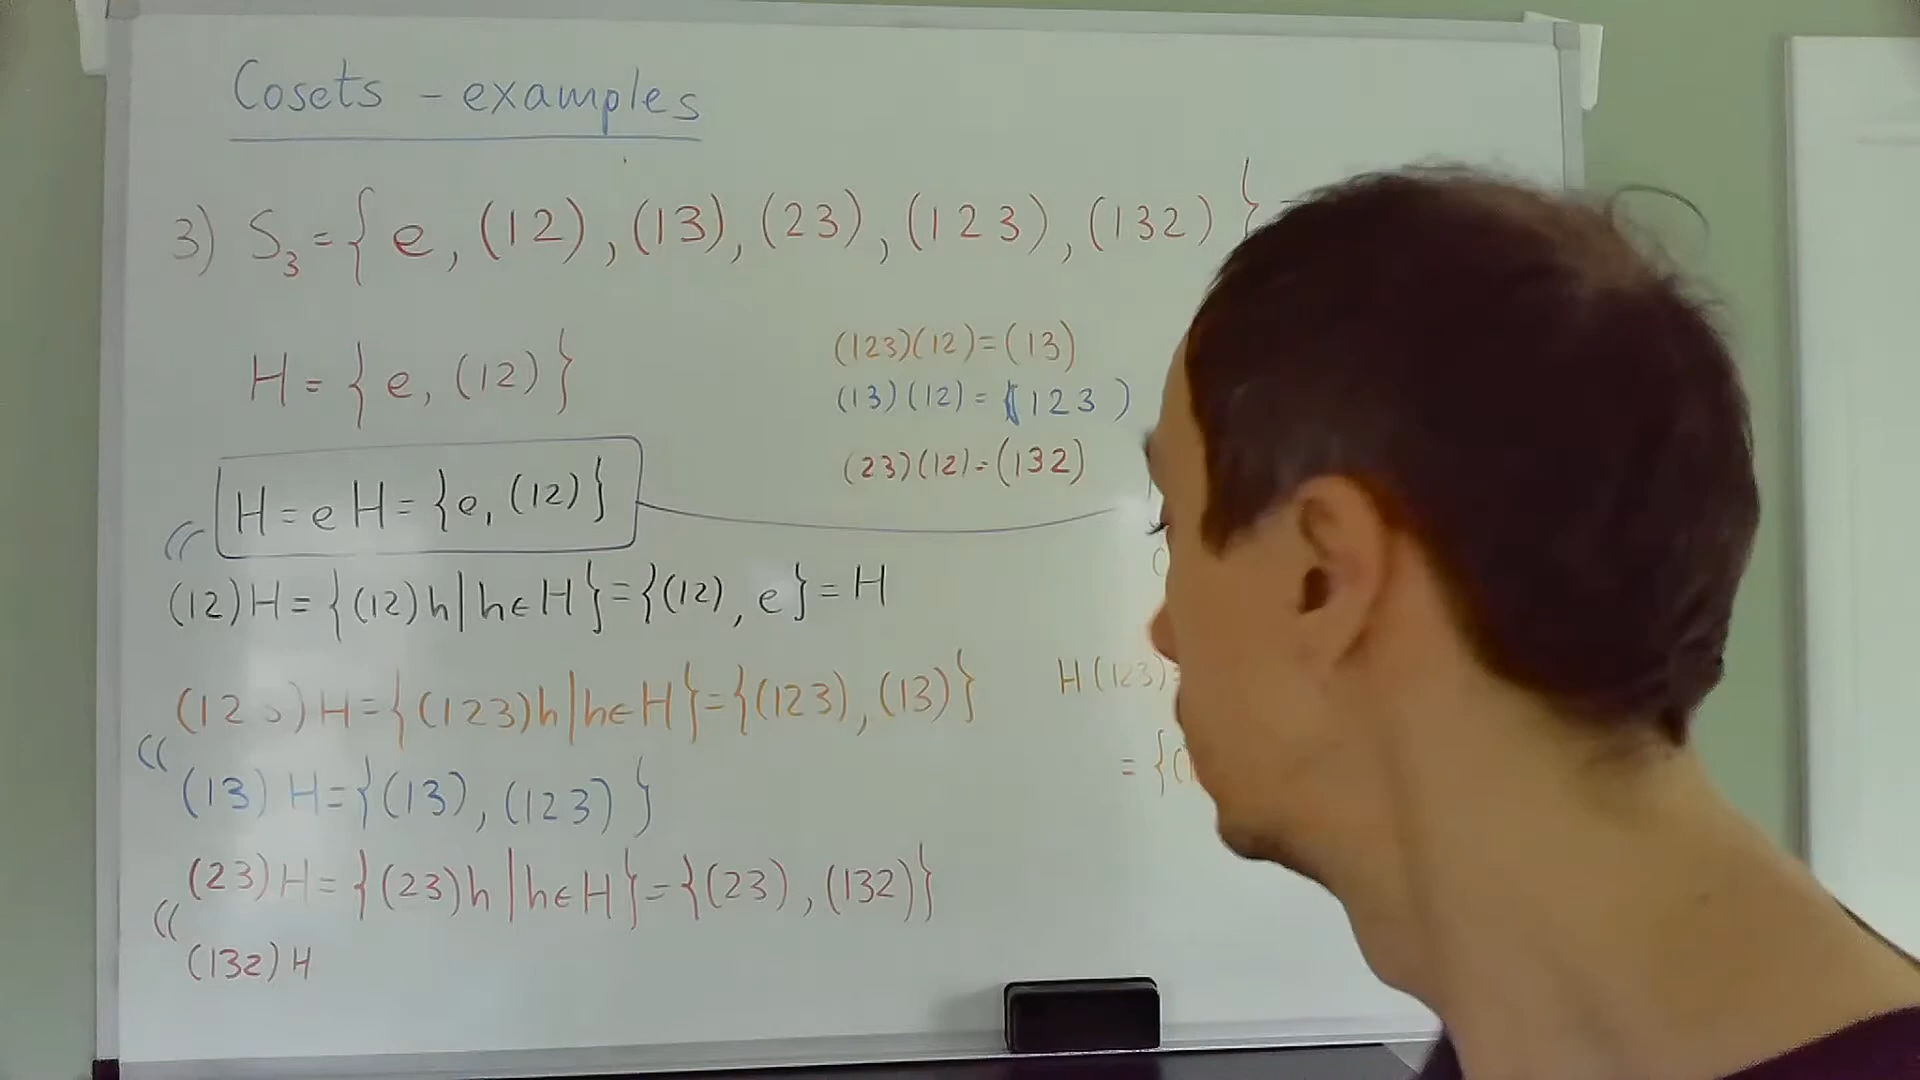 Cosets - examples
3) S₃ = { e, (12), (13), (23), (123), (132) }
H = { e, (12) }
(123)(12)=(13)
(13)(12) = (123)
(23)(12)=(132)
H = eH = {e, (12)}
(12)H = {(12)h|h∈H} = {(12), e} = H
(12 )H = {(123)h|h∈H} = {(123), (13)}
(13)H = {(13), (123)}
(23)H = {(23)h|h∈H} = {(23), (132)}
(132)H
H(123)
= {(